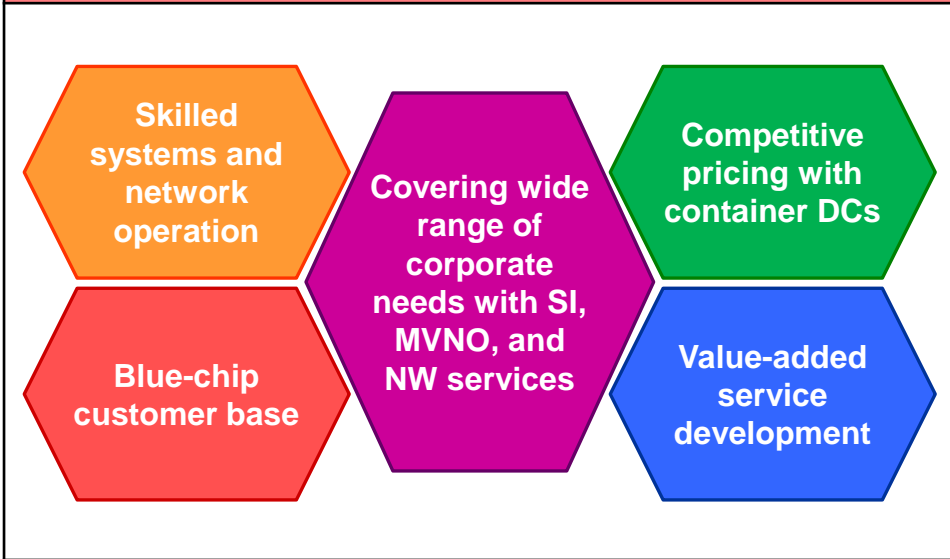 Skilled
systems and
network
operation
Blue-chip
customer base
Covering wide
range of
corporate
needs with SI,
MVNO, and
NW services
Competitive
pricing with
container DCs
Value-added
service
development